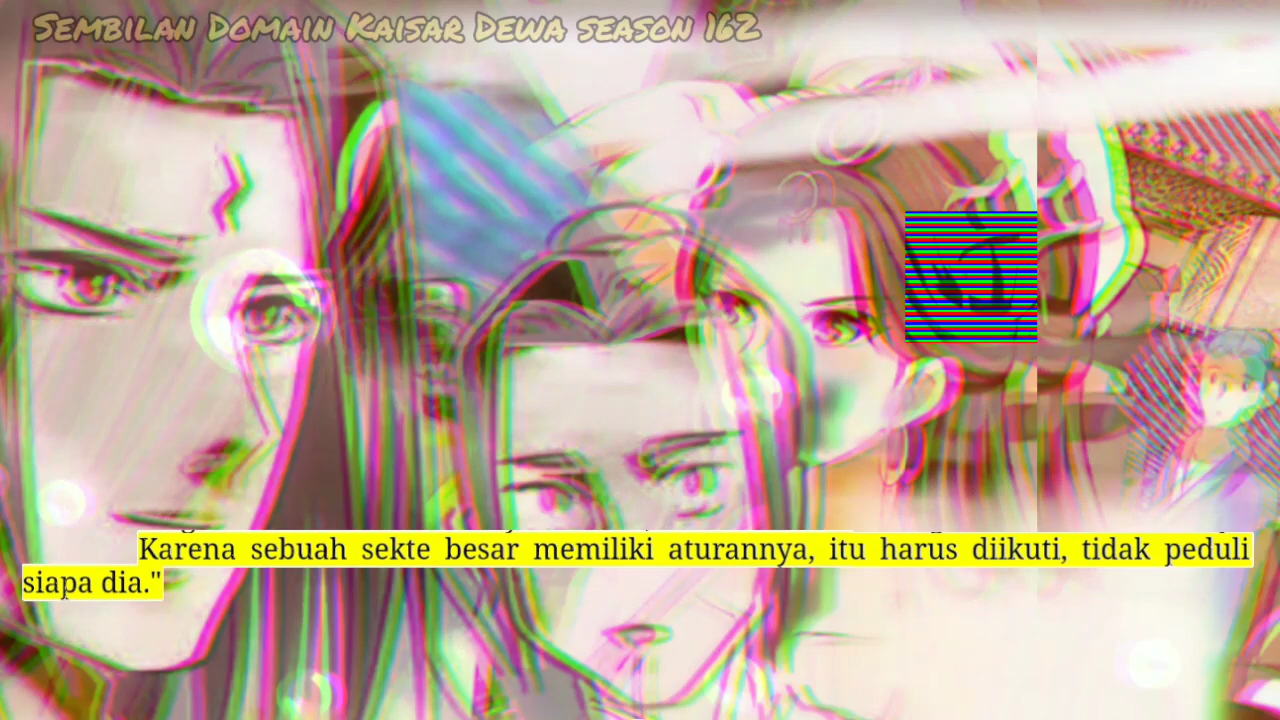 Sembilan Domain Kaisar Dewa season 162
Karena sebuah sekte besar memiliki aturannya, itu harus diikuti, tidak peduli
siapa dia."